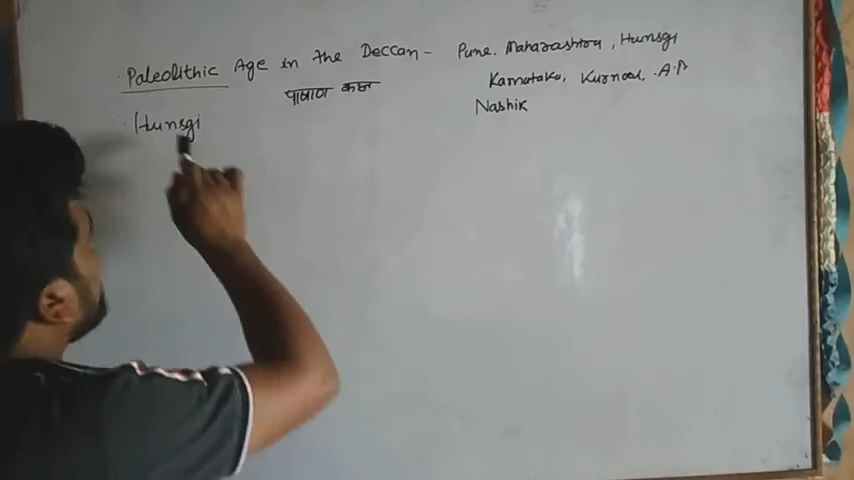 Paleolithic Age in the Deccan - Pune. Maharashtra, Hunsgi
पाषाण काल Karnataka, Kurnool, A.P
Nashik
Hunsgi